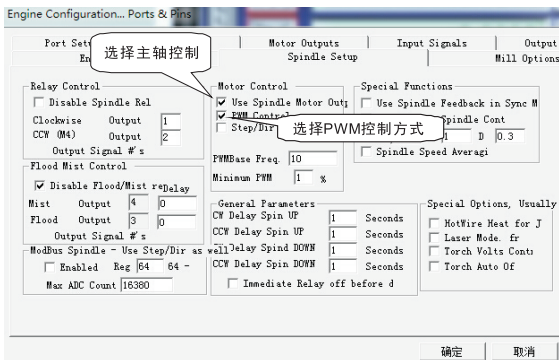 Engine Configuration... Ports & Pins
Port Set
Motor Outputs
Input Signals
Output
En
Spindle Setup
Mill Options
选择主轴控制
Relay Control
Disable Spindle Rel
Clockwise Output 1
CCW (M4) Output 2
Output Signal #'s
Flood Mist Control
Disable Flood/Mist re Delay
Mist Output 4 0
Flood Output 3 0
Output Signal #'s
ModBus Spindle - Use Step/Dir as well
Enabled Reg 64 64 -
Max ADC Count 16380
Motor Control
Use Spindle Motor Outp
PWM Control
Step/Dir
选择PWM控制方式
PWMBase Freq. 10
Minimum PWM 1 %
General Parameters
CW Delay Spin UP 1 Seconds
CCW Delay Spin UP 1 Seconds
CW Delay Spind DOWN 1 Seconds
CCW Delay Spin DOWN 1 Seconds
Immediate Relay off before d
Special Functions
Use Spindle Feedback in Sync M
Spindle Cont
1 D 0.3
Spindle Speed Averagi
Special Options, Usually
HotWire Heat for J
Laser Mode. fr
Torch Volts Conti
Torch Auto Of
确定
取消